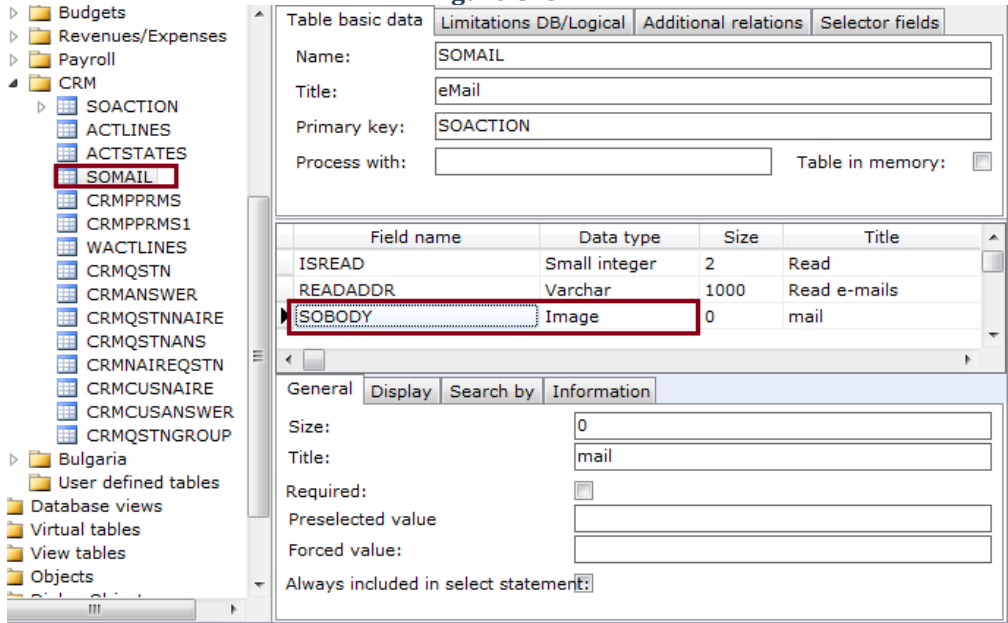 Budgets
Revenues/Expenses
Payroll
CRM
SOACTION
ACTLINES
ACTSTATES
SOMAIL
CRMPPRMS
CRMPPRMS1
WACTLINES
CRMQSTN
CRMANSWER
CRMQSTNNAIRE
CRMQSTNANS
CRMNAIREQSTN
CRMCUSNAIRE
CRMCUSANSWER
CRMQSTNGROUP
Bulgaria
User defined tables
Database views
Virtual tables
View tables
Objects
Table basic data Limitations DB/Logical Additional relations Selector fields
Name: SOMAIL
Title: eMail
Primary key: SOACTION
Process with: Table in memory:
Field name Data type Size Title
ISREAD Small integer 2 Read
READADDR Varchar 1000 Read e-mails
SOBODY Image 0 mail
General Display Search by Information
Size: 0
Title: mail
Required:
Preselected value
Forced value:
Always included in select statement: